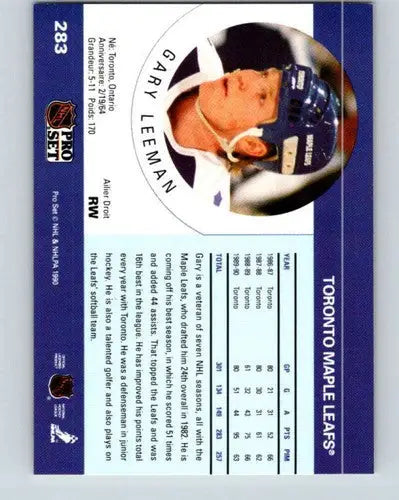 TORONTO MAPLE LEAFS®
YEAR GP G A PTS PIM
1986-87 Toronto 80 21 31 52 66
1987-88 Toronto 80 30 31 61 62
1988-89 Toronto 61 32 43 75 66
1989-90 Toronto 80 51 44 95 63
TOTAL 301 134 149 283 257
Gary is a veteran of seven NHL seasons, all with the
Maple Leafs, who drafted him 24th overall in 1982. He is
coming off his best season, in which he scored 51 times
and added 44 assists. That topped the Leafs and was
16th best in the league. He has improved his points total
every year with Toronto. He was a defenseman in junior
hockey. He is also a talented golfer and also plays on
the Leafs' softball team.
MAPLE LEAFS
GARY LEEMAN
Ailier Droit
RW
Né: Toronto, Ontario
Anniversaire: 2/19/64
Grandeur: 5-11 Poids: 170
283
NHL
PRO
SET
Pro Set © NHL & NHLPA 1990
NHL
NHLPA